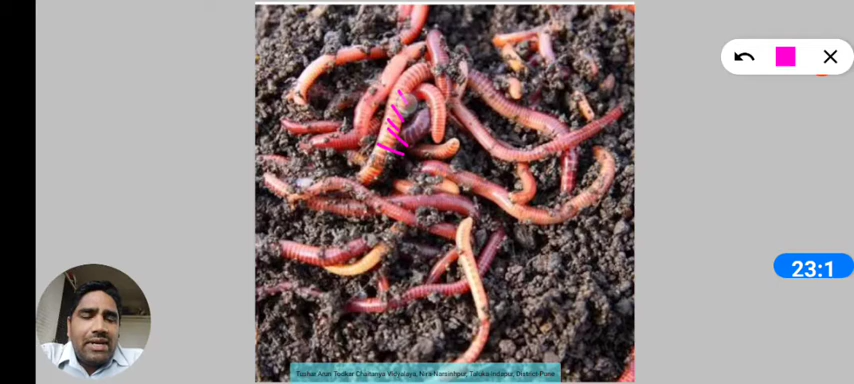 23:1
Tushar Arun Todkar Chaitanya Vidyalaya, Nira Narsinhpur, Taluka-Indapur, District-Pune